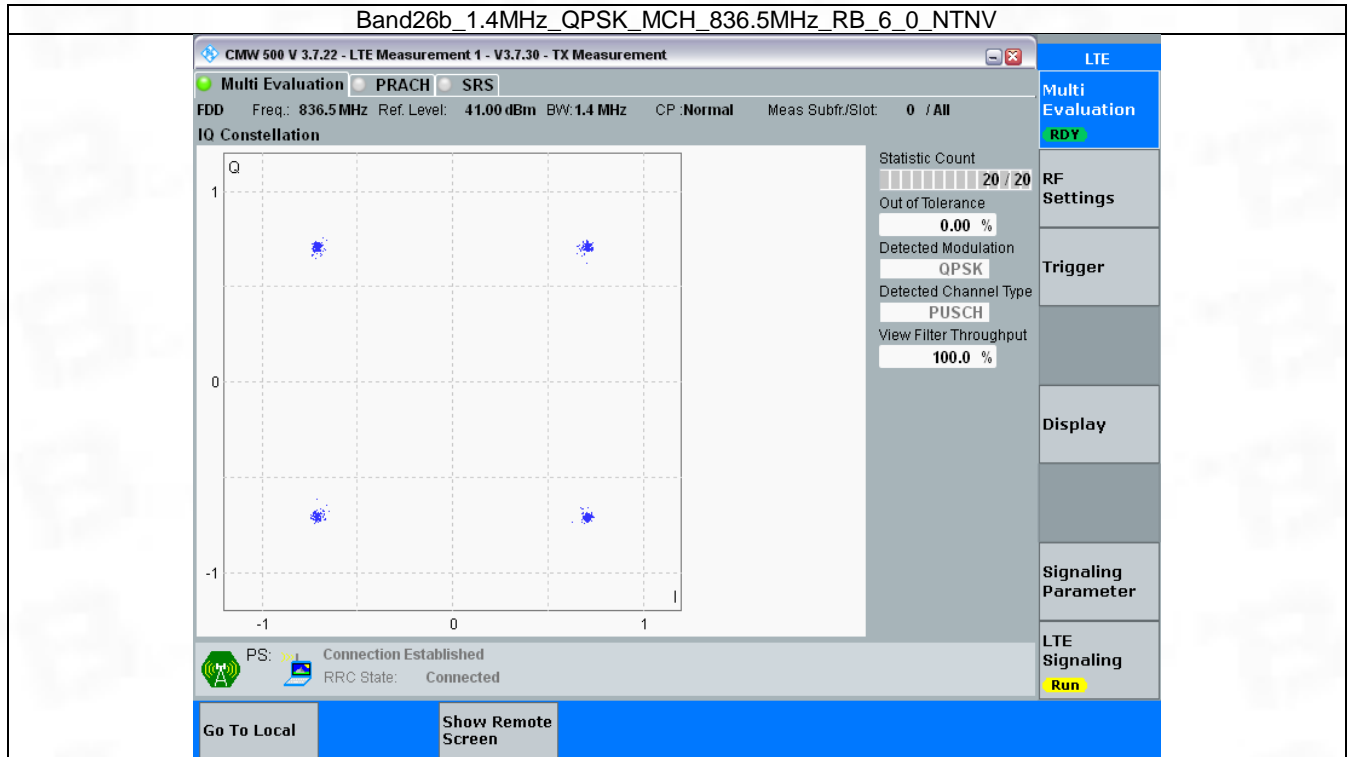 Band26b_1.4MHz_QPSK_MCH_836.5MHz_RB_6_0_NTNV
CMW 500 V 3.7.22 - LTE Measurement 1 - V3.7.30 - TX Measurement
LTE
Multi Evaluation PRACH SRS
FDD Freq.: 836.5 MHz Ref. Level: 41.00 dBm BW: 1.4 MHz CP : Normal Meas Subfr./Slot: 0 / All
IQ Constellation
Q
1
0
-1
-1 0 1
I
Statistic Count
20 / 20
Out of Tolerance
0.00 %
Detected Modulation
QPSK
Detected Channel Type
PUSCH
View Filter Throughput
100.0 %
Multi
Evaluation
RDY
RF
Settings
Trigger
Display
Signaling
Parameter
LTE
Signaling
Run
PS: Connection Established
RRC State: Connected
Go To Local
Show Remote
Screen